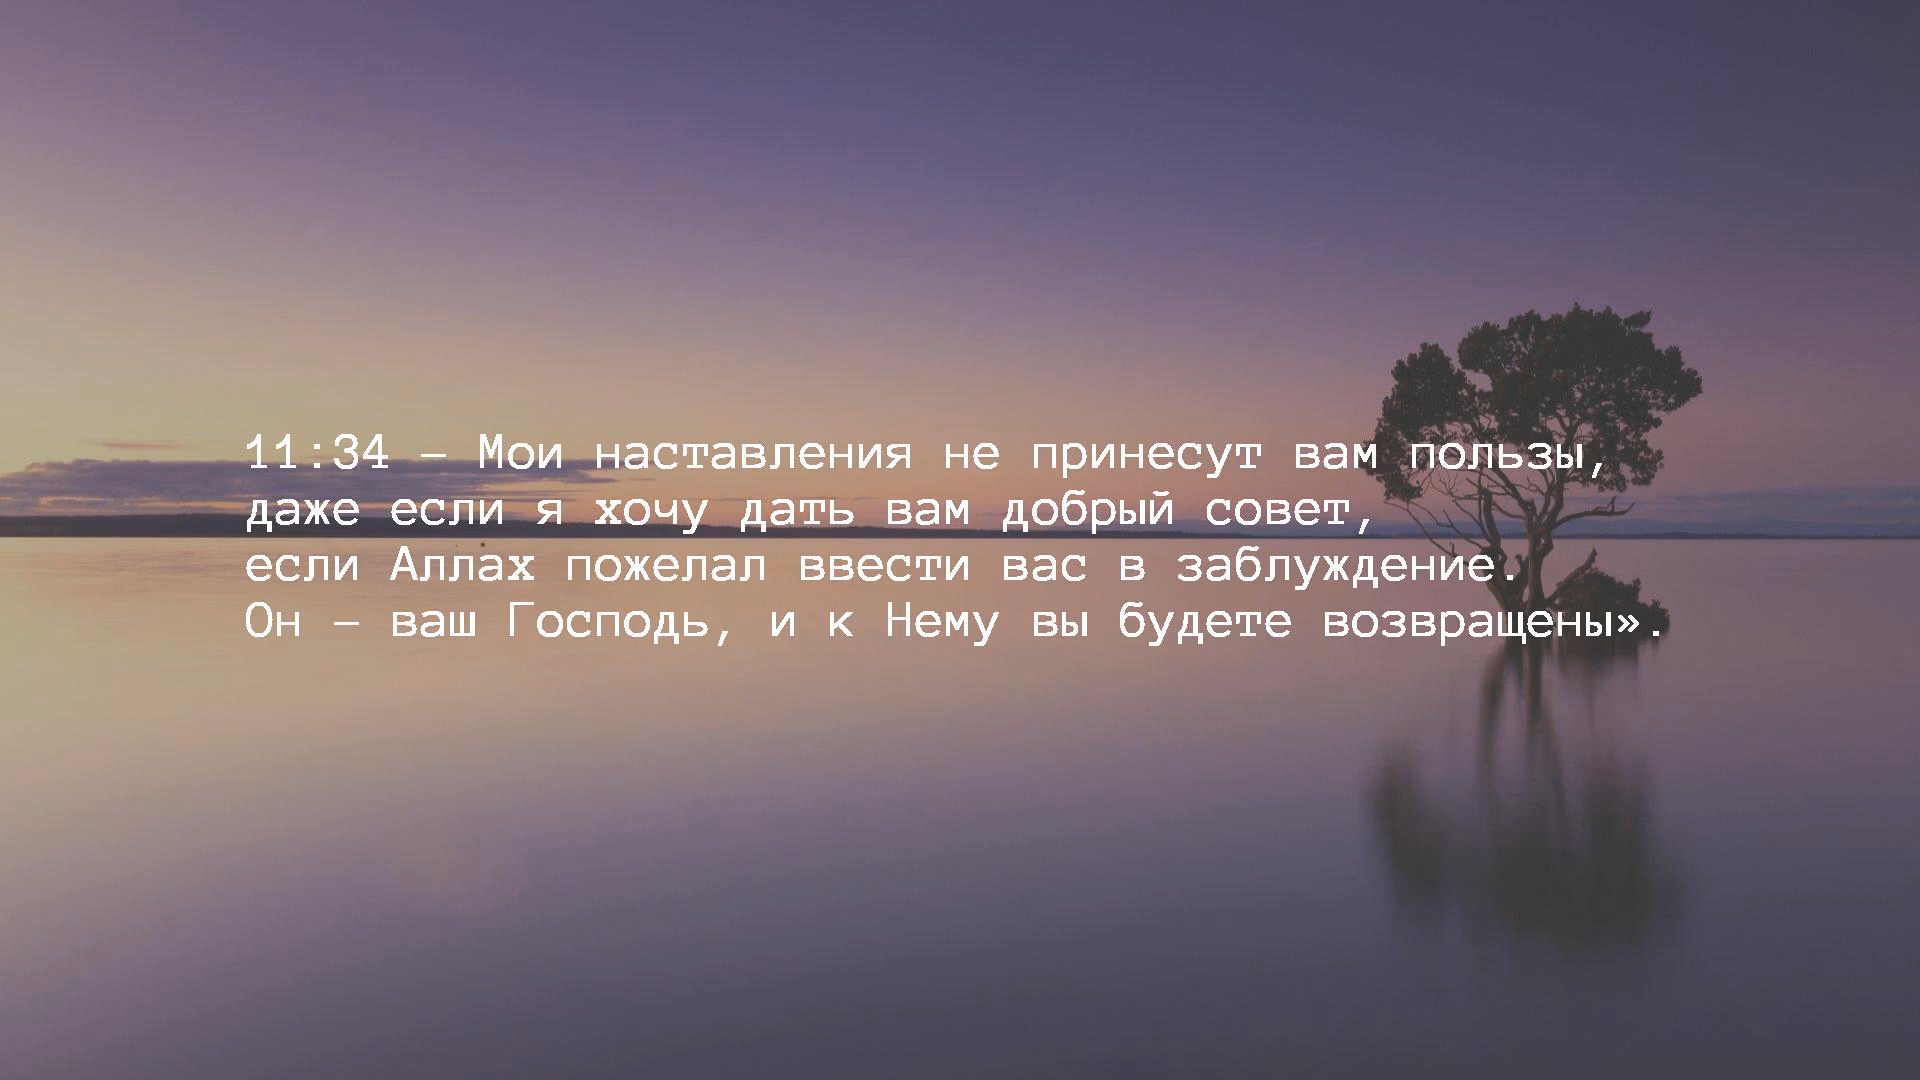 11:34 – Мои наставления не принесут вам пользы,
даже если я хочу дать вам добрый совет,
если Аллах пожелал ввести вас в заблуждение.
Он – ваш Господь, и к Нему вы будете возвращены».